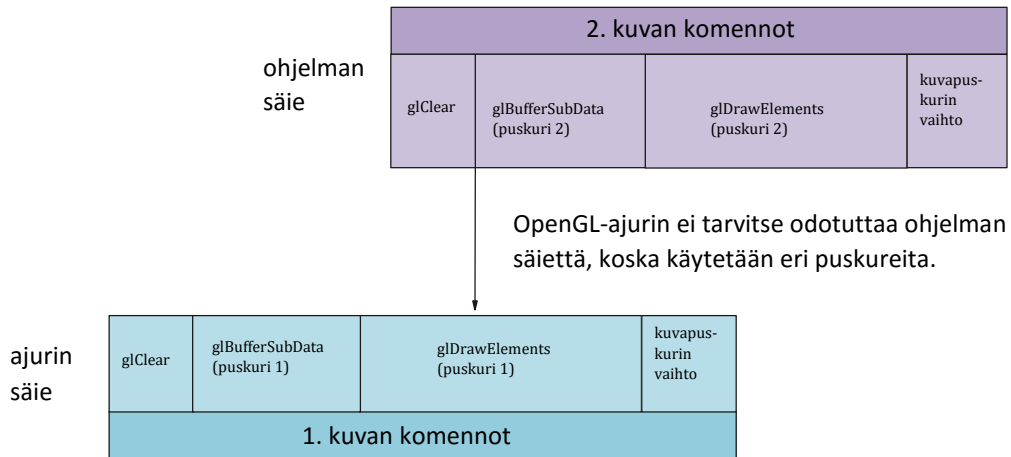 2. kuvan komennot
ohjelman
säie
glClear
glBufferSubData
(puskuri 2)
glDrawElements
(puskuri 2)
kuvapus-
kurin
vaihto
OpenGL-ajurin ei tarvitse odotuttaa ohjelman
säiettä, koska käytetään eri puskureita.
ajurin
säie
glClear
glBufferSubData
(puskuri 1)
glDrawElements
(puskuri 1)
kuvapus-
kurin
vaihto
1. kuvan komennot